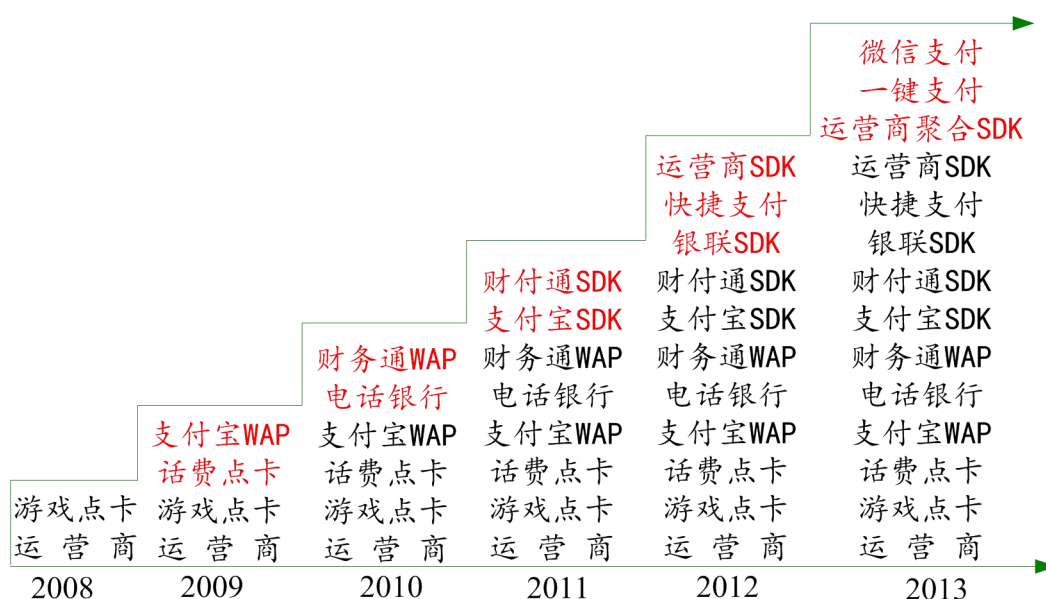 微信支付
一键支付
运营商聚合SDK
运营商SDK 运营商SDK
快捷支付 快捷支付
银联SDK 银联SDK
财付通SDK 财付通SDK 财付通SDK
支付宝SDK 支付宝SDK 支付宝SDK
财务通WAP 财务通WAP 财务通WAP 财务通WAP
电话银行 电话银行 电话银行 电话银行
支付宝WAP 支付宝WAP 支付宝WAP 支付宝WAP 支付宝WAP
话费点卡 话费点卡 话费点卡 话费点卡 话费点卡
游戏点卡 游戏点卡 游戏点卡 游戏点卡 游戏点卡 游戏点卡
运营商 运营商 运营商 运营商 运营商 运营商
2008 2009 2010 2011 2012 2013